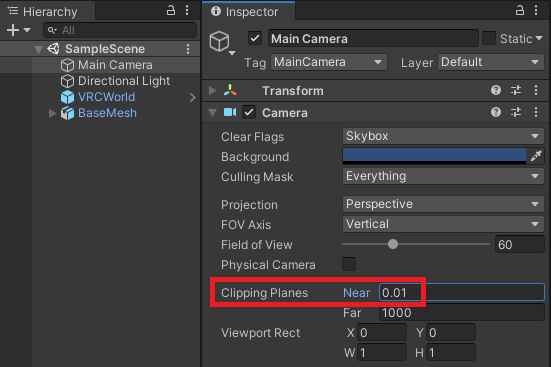 Hierarchy
All
SampleScene
Main Camera
Directional Light
VRCWorld
BaseMesh
Inspector
Main Camera
Static
Tag MainCamera Layer Default
Transform
Camera
Clear Flags Skybox
Background
Culling Mask Everything
Projection Perspective
FOV Axis Vertical
Field of View 60
Physical Camera
Clipping Planes Near 0.01
Far 1000
Viewport Rect X 0 Y 0
W 1 H 1